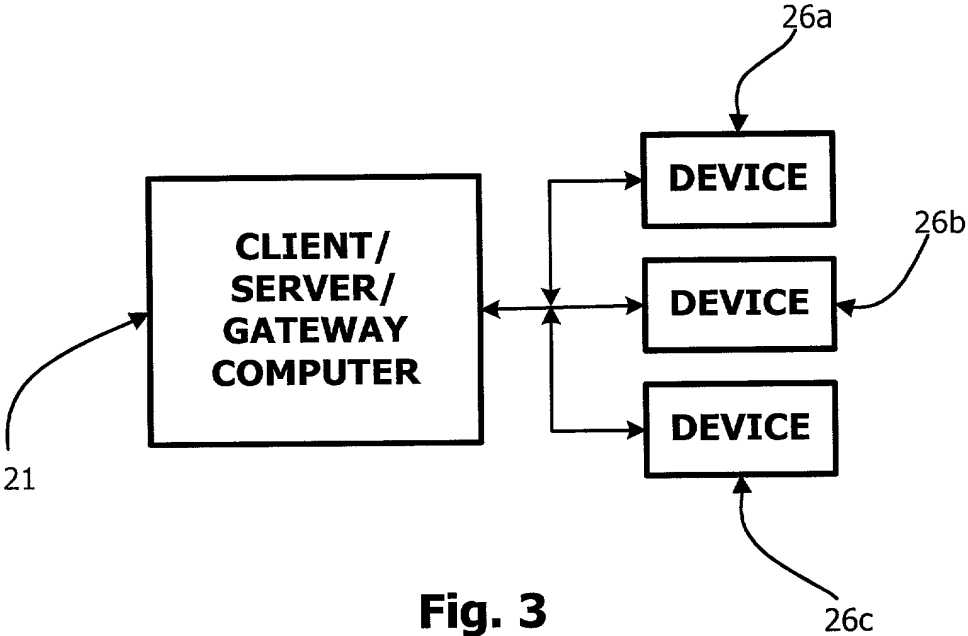 26a
DEVICE
26b
CLIENT/
SERVER/
GATEWAY
COMPUTER
DEVICE
DEVICE
21
26c
Fig. 3